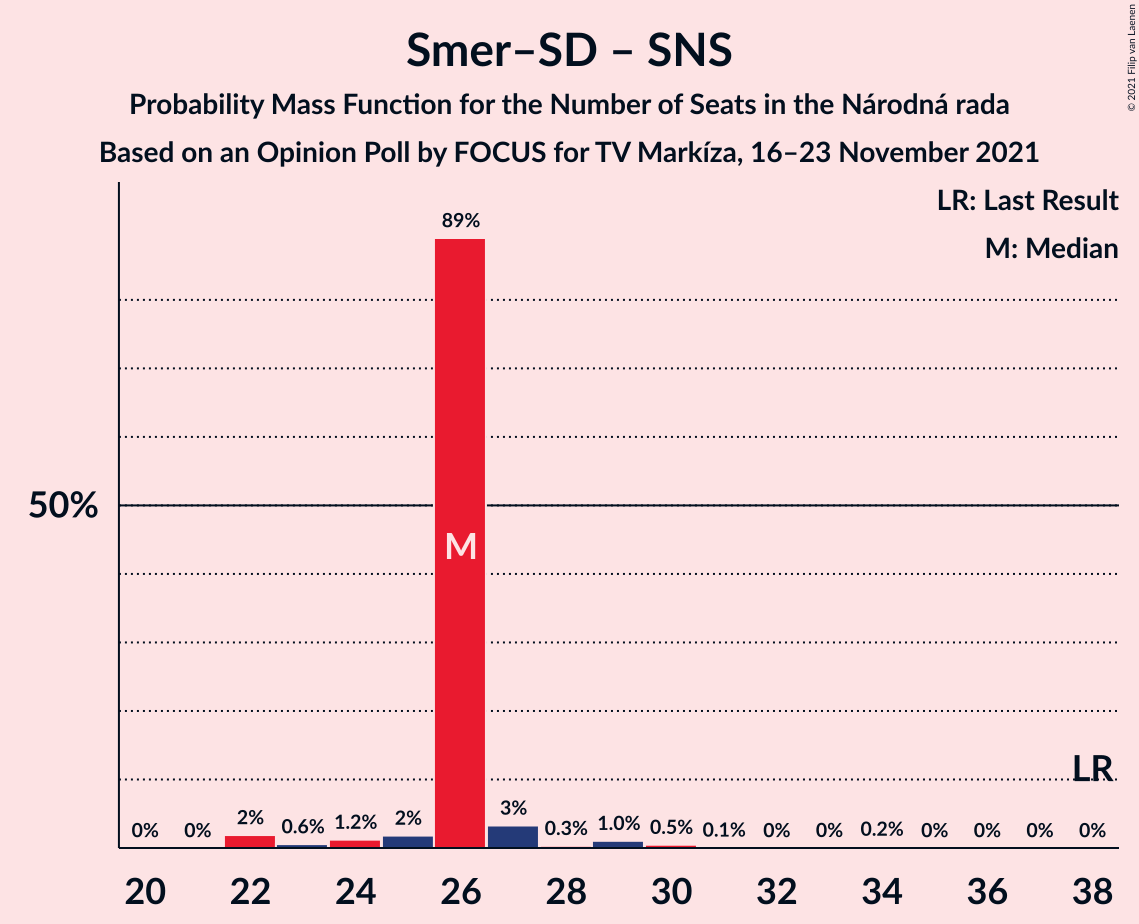 Smer–SD – SNS
Probability Mass Function for the Number of Seats in the Národná rada
Based on an Opinion Poll by FOCUS for TV Markíza, 16–23 November 2021
© 2021 Filip van Laenen
LR: Last Result
M: Median
89%
50%
M
LR
0% 0% 2% 0.6% 1.2% 2% 3% 0.3% 1.0% 0.5% 0.1% 0% 0% 0.2% 0% 0% 0% 0%
20 22 24 26 28 30 32 34 36 38